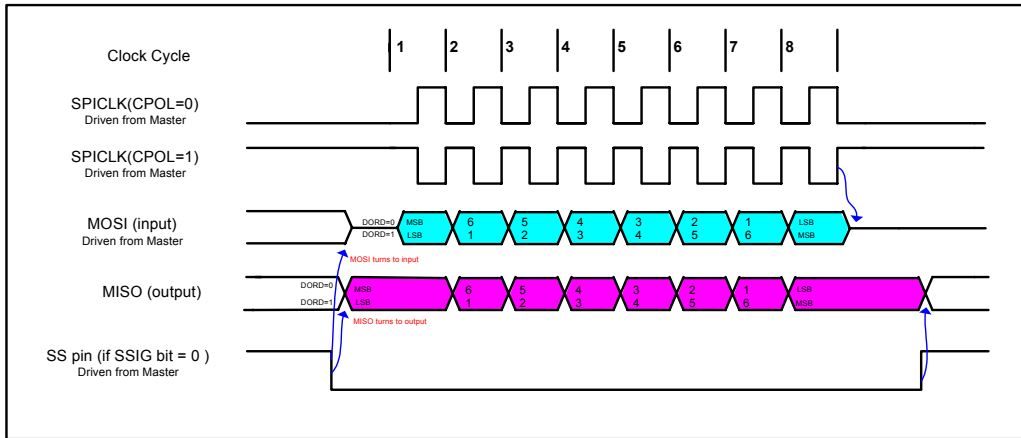 Clock Cycle 1 2 3 4 5 6 7 8
SPICLK(CPOL=0)
Driven from Master
SPICLK(CPOL=1)
Driven from Master
MOSI (input)
Driven from Master
DORD=0 MSB 6 5 4 3 2 1 LSB
DORD=1 LSB 1 2 3 4 5 6 MSB
MOSI turns to input
MISO (output)
DORD=0 MSB 6 5 4 3 2 1 LSB
DORD=1 LSB 1 2 3 4 5 6 MSB
MISO turns to output
SS pin (if SSIG bit = 0 )
Driven from Master